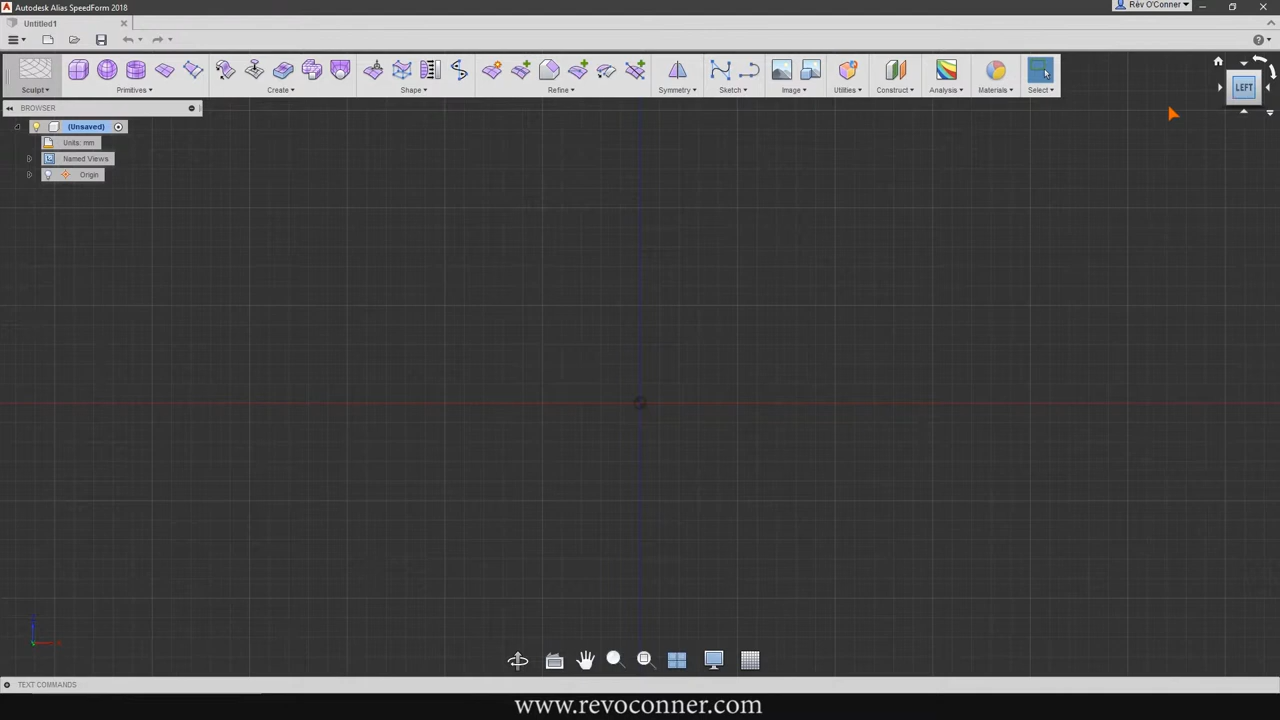 Autodesk Alias SpeedForm 2018
Rèv O'Conner
Untitled1
Sculpt
Primitives
Create
Shape
Refine
Symmetry
Sketch
Image
Utilities
Construct
Analysis
Materials
Select
LEFT
BROWSER
(Unsaved)
Units: mm
Named Views
Origin
TEXT COMMANDS
www.revoconner.com